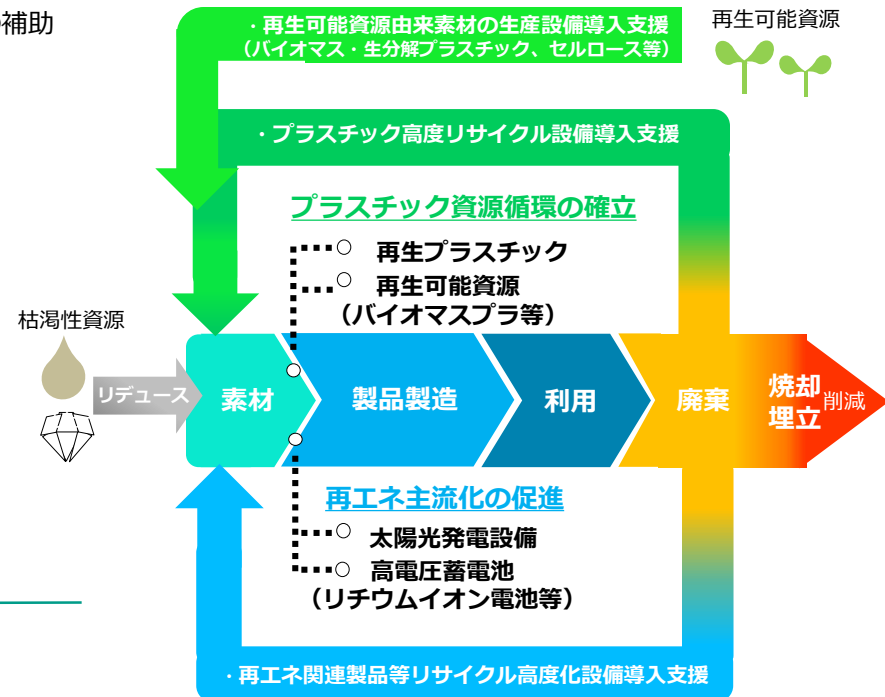 の補助
・再生可能資源由来素材の生産設備導入支援
（バイオマス・生分解プラスチック、セルロース等）
再生可能資源
・プラスチック高度リサイクル設備導入支援
プラスチック資源循環の確立
再生プラスチック
再生可能資源
（バイオマスプラ等）
枯渇性資源
リデュース
素材
製品製造
利用
廃棄
焼却
埋立
削減
再エネ主流化の促進
太陽光発電設備
高電圧蓄電池
（リチウムイオン電池等）
・再エネ関連製品等リサイクル高度化設備導入支援